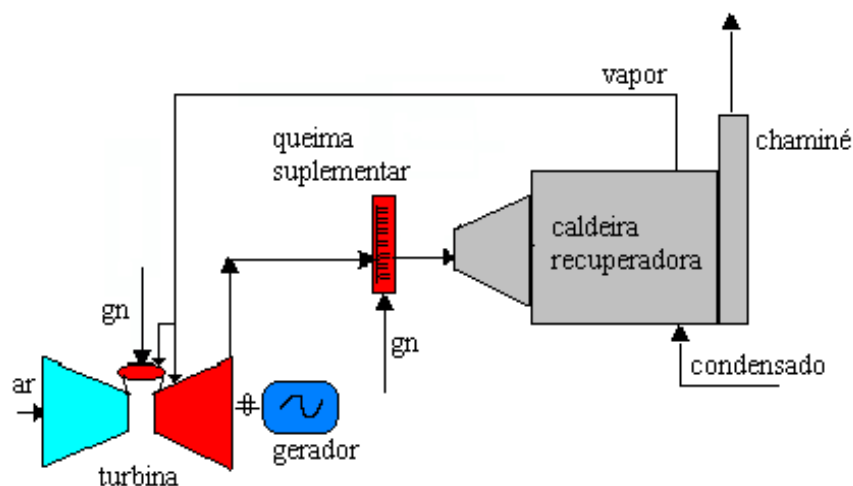 vapor
queima
suplementar
chaminé
caldeira
recuperadora
gn
gn
ar
condensado
gerador
turbina